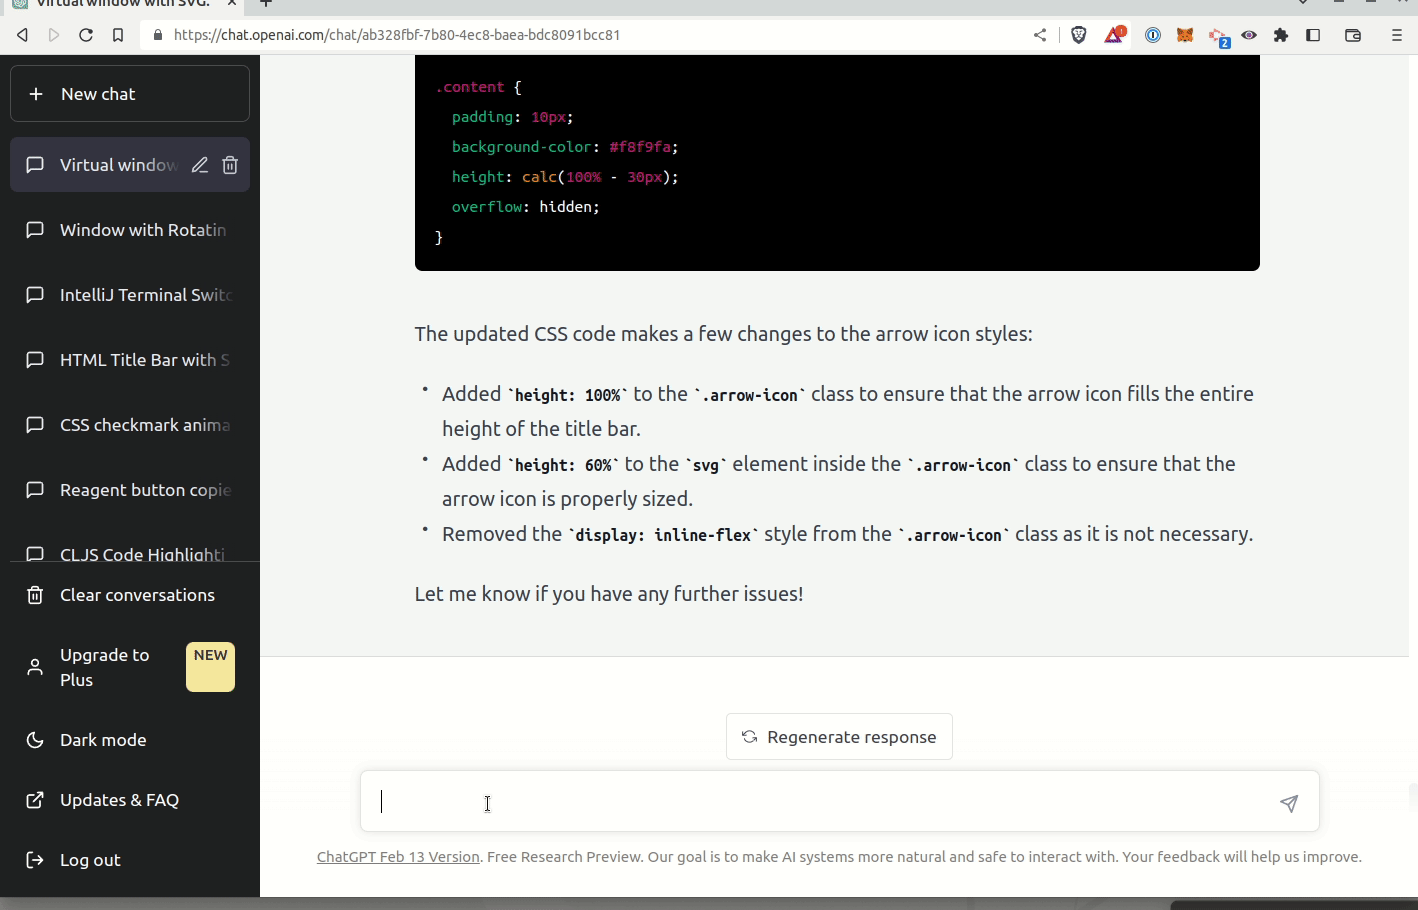 Virtual window with SVG.
https://chat.openai.com/chat/ab328fbf-7b80-4ec8-baea-bdc8091bcc81
2
New chat
Virtual window
Window with Rotatin
IntelliJ Terminal Switc
HTML Title Bar with S
CSS checkmark anima
Reagent button copie
CLJS Code Highlighti
Clear conversations
Upgrade to
Plus
NEW
Dark mode
Updates & FAQ
Log out
.content {
padding: 10px;
background-color: #f8f9fa;
height: calc(100% - 30px);
overflow: hidden;
}
The updated CSS code makes a few changes to the arrow icon styles:
• Added `height: 100%` to the `.arrow-icon` class to ensure that the arrow icon fills the entire
height of the title bar.
• Added `height: 60%` to the `svg` element inside the `.arrow-icon` class to ensure that the
arrow icon is properly sized.
• Removed the `display: inline-flex` style from the `.arrow-icon` class as it is not necessary.
Let me know if you have any further issues!
Regenerate response
ChatGPT Feb 13 Version. Free Research Preview. Our goal is to make AI systems more natural and safe to interact with. Your feedback will help us improve.